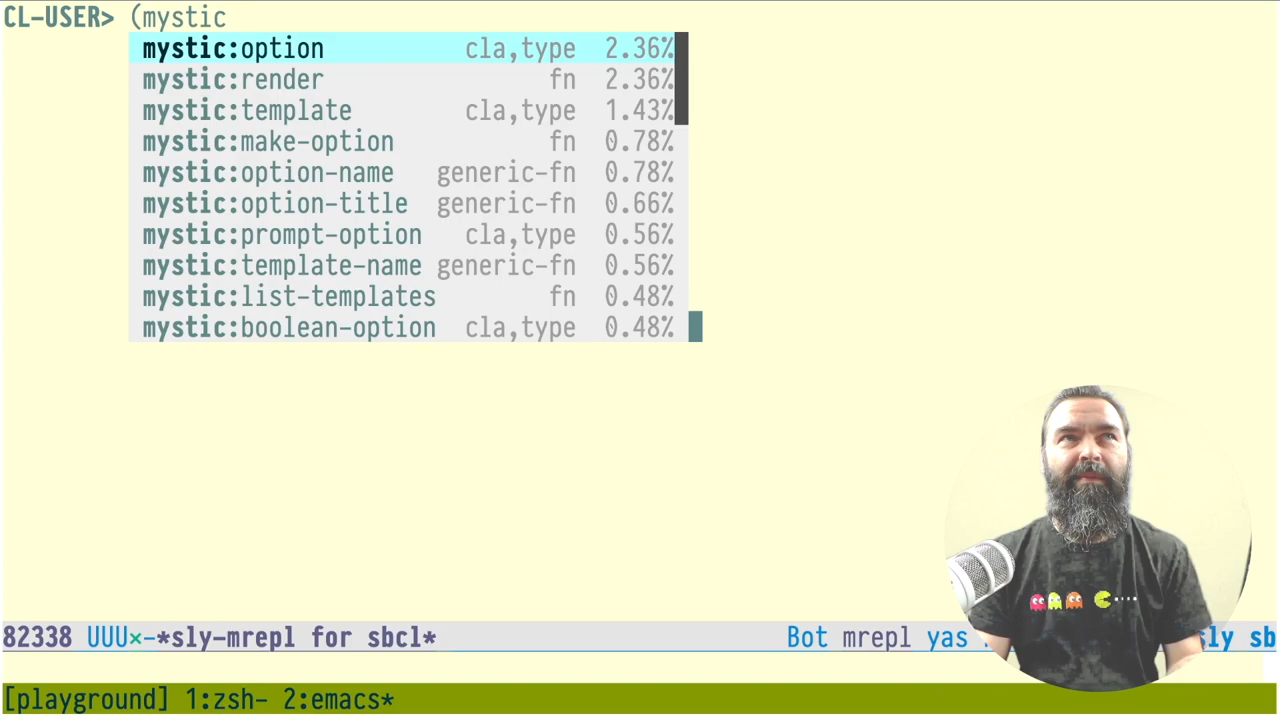 CL-USER> (mystic
mystic:option cla,type 2.36%
mystic:render fn 2.36%
mystic:template cla,type 1.43%
mystic:make-option fn 0.78%
mystic:option-name generic-fn 0.78%
mystic:option-title generic-fn 0.66%
mystic:prompt-option cla,type 0.56%
mystic:template-name generic-fn 0.56%
mystic:list-templates fn 0.48%
mystic:boolean-option cla,type 0.48%
82338 UUU×-*sly-mrepl for sbcl* Bot mrepl yas sly sb
[playground] 1:zsh- 2:emacs*